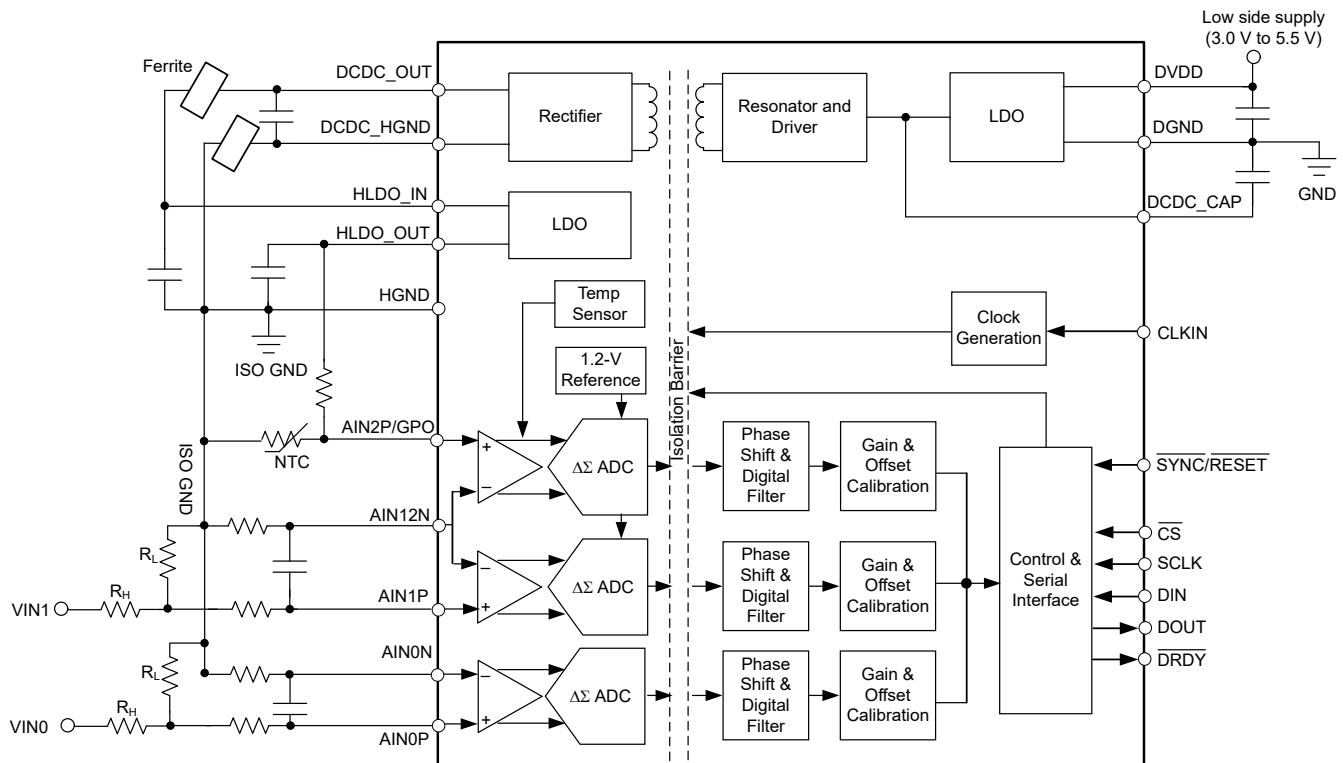 Low side supply
(3.0 V to 5.5 V)
Ferrite
DCDC_OUT
DVDD
Rectifier
Resonator and
Driver
LDO
DCDC_HGND
DGND
GND
HLDO_IN
DCDC_CAP
LDO
HLDO_OUT
HGND
Temp
Sensor
Clock
Generation
CLKIN
ISO GND
1.2-V
Reference
Isolation Barrier
AIN2P/GPO
NTC
+
−
ΔΣ ADC
Phase
Shift &
Digital
Filter
Gain &
Offset
Calibration
SYNC/RESET
ISO GND
AIN12N
CS
RL
−
+
ΔΣ ADC
Phase
Shift &
Digital
Filter
Gain &
Offset
Calibration
Control &
Serial
Interface
SCLK
RH
AIN1P
DIN
VIN1
DOUT
AIN0N
DRDY
RL
−
+
ΔΣ ADC
Phase
Shift &
Digital
Filter
Gain &
Offset
Calibration
RH
VIN0
AIN0P